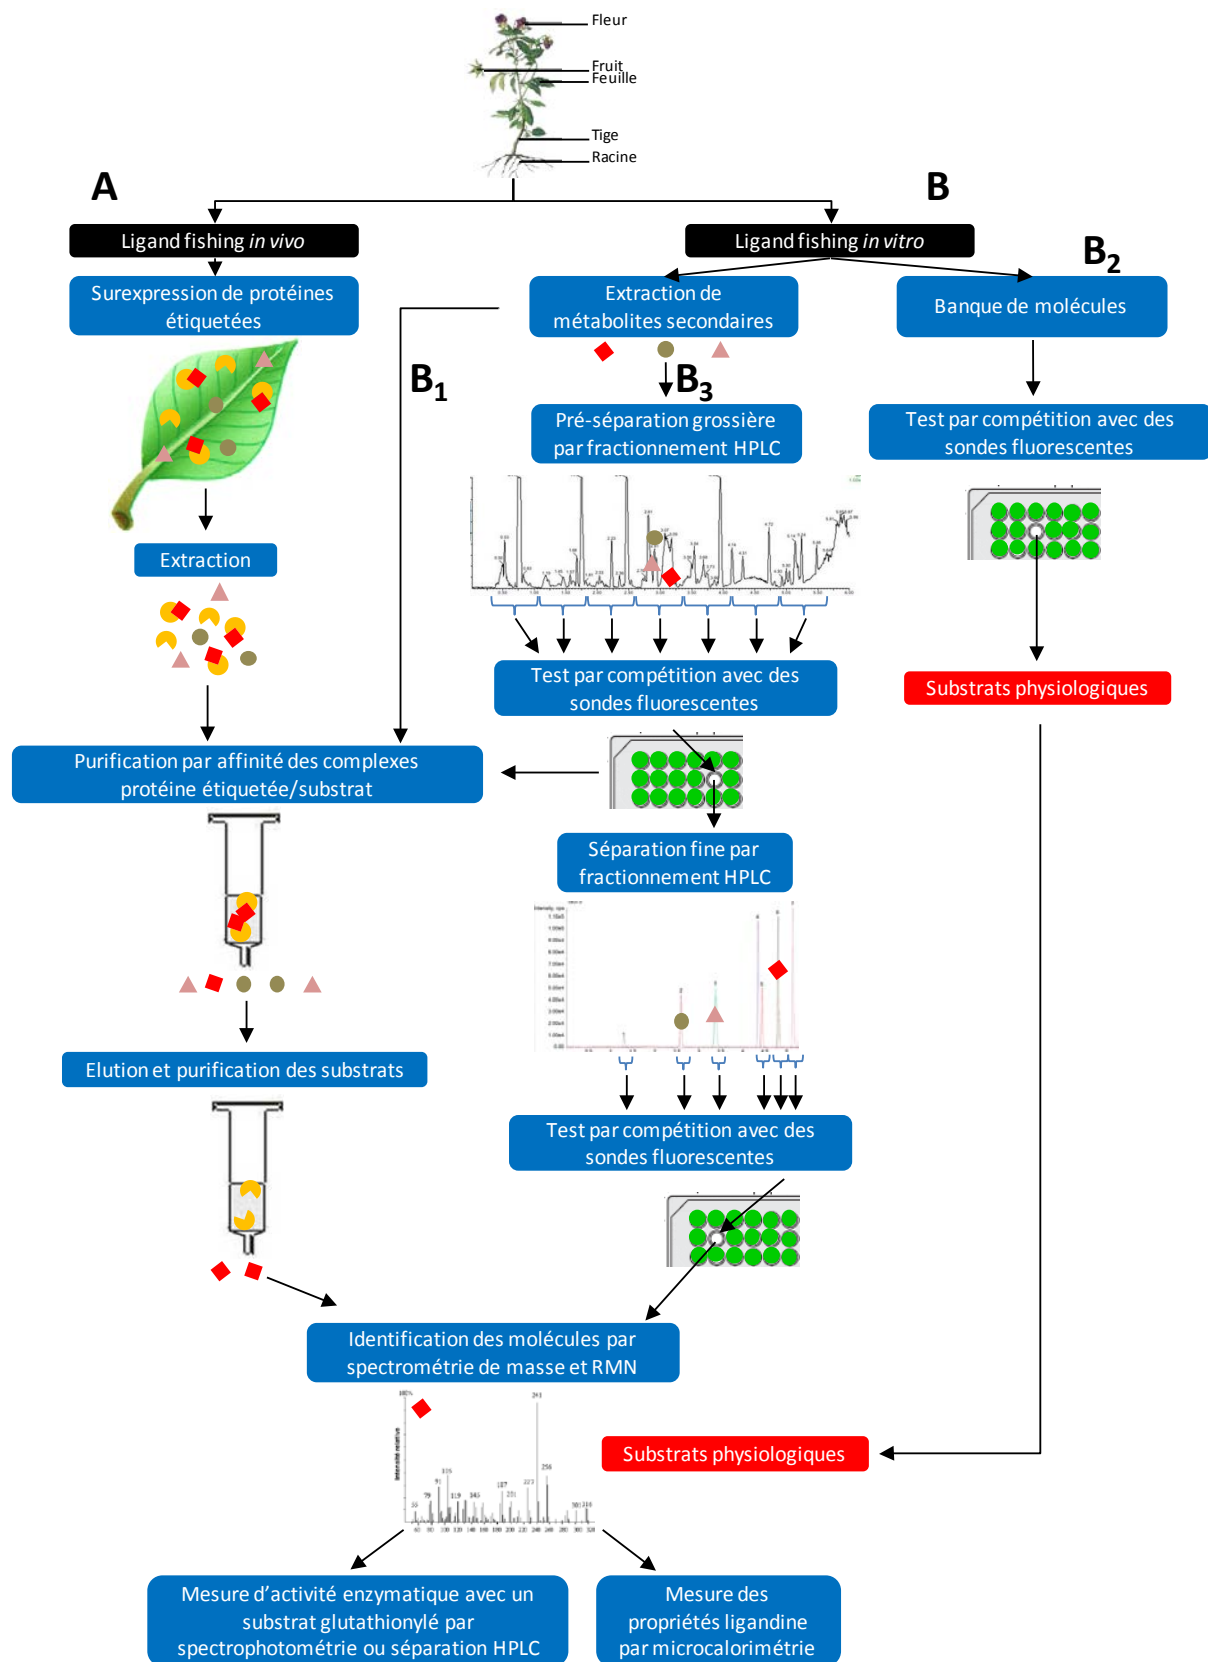 Fleur
Fruit
Feuille
Tige
Racine
A
B
Ligand fishing in vivo
Ligand fishing in vitro
B2
Surexpression de protéines
étiquetées
Extraction de
métabolites secondaires
Banque de molécules
B1
B3
Pré-séparation grossière
par fractionnement HPLC
Test par compétition avec des
sondes fluorescentes
Extraction
Test par compétition avec des
sondes fluorescentes
Substrats physiologiques
Purification par affinité des complexes
protéine étiquetée/substrat
Séparation fine par
fractionnement HPLC
Elution et purification des substrats
Test par compétition avec des
sondes fluorescentes
Identification des molécules par
spectrométrie de masse et RMN
Intensité relative
Substrats physiologiques
Mesure d'activité enzymatique avec un
substrat glutathionylé par
spectrophotométrie ou séparation HPLC
Mesure des
propriétés ligandine
par microcalorimétrie